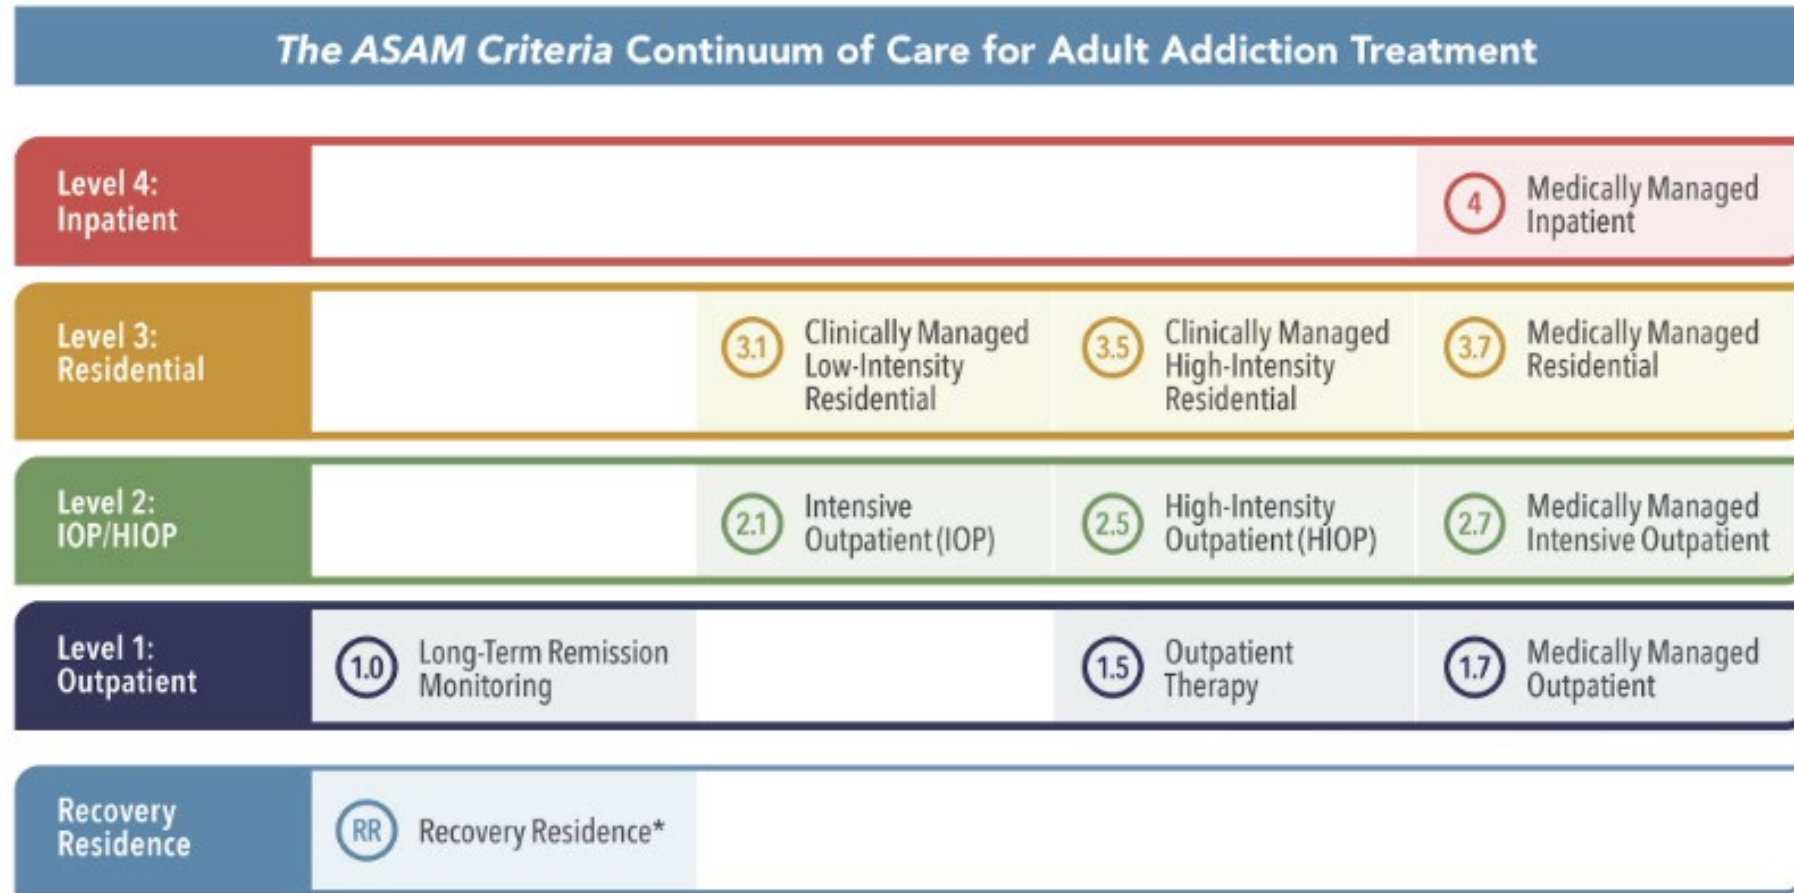 The ASAM Criteria Continuum of Care for Adult Addiction Treatment
Level 4:
Inpatient
4
Medically Managed
Inpatient
Level 3:
Residential
3.1
Clinically Managed
Low-Intensity
Residential
3.5
Clinically Managed
High-Intensity
Residential
3.7
Medically Managed
Residential
Level 2:
IOP/HIOP
2.1
Intensive
Outpatient (IOP)
2.5
High-Intensity
Outpatient (HIOP)
2.7
Medically Managed
Intensive Outpatient
Level 1:
Outpatient
1.0
Long-Term Remission
Monitoring
1.5
Outpatient
Therapy
1.7
Medically Managed
Outpatient
Recovery
Residence
RR
Recovery Residence*